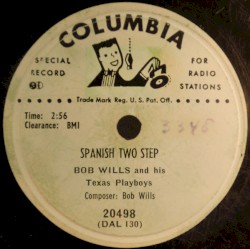 COLUMBIA
SPECIAL
RECORD
FOR
RADIO
STATIONS
Trade Mark Reg. U. S. Pat. Off.
Time: 2:56
Clearance: BMI
SPANISH TWO STEP
BOB WILLS and his
Texas Playboys
Composer: Bob Wills
20498
(DAL 130)